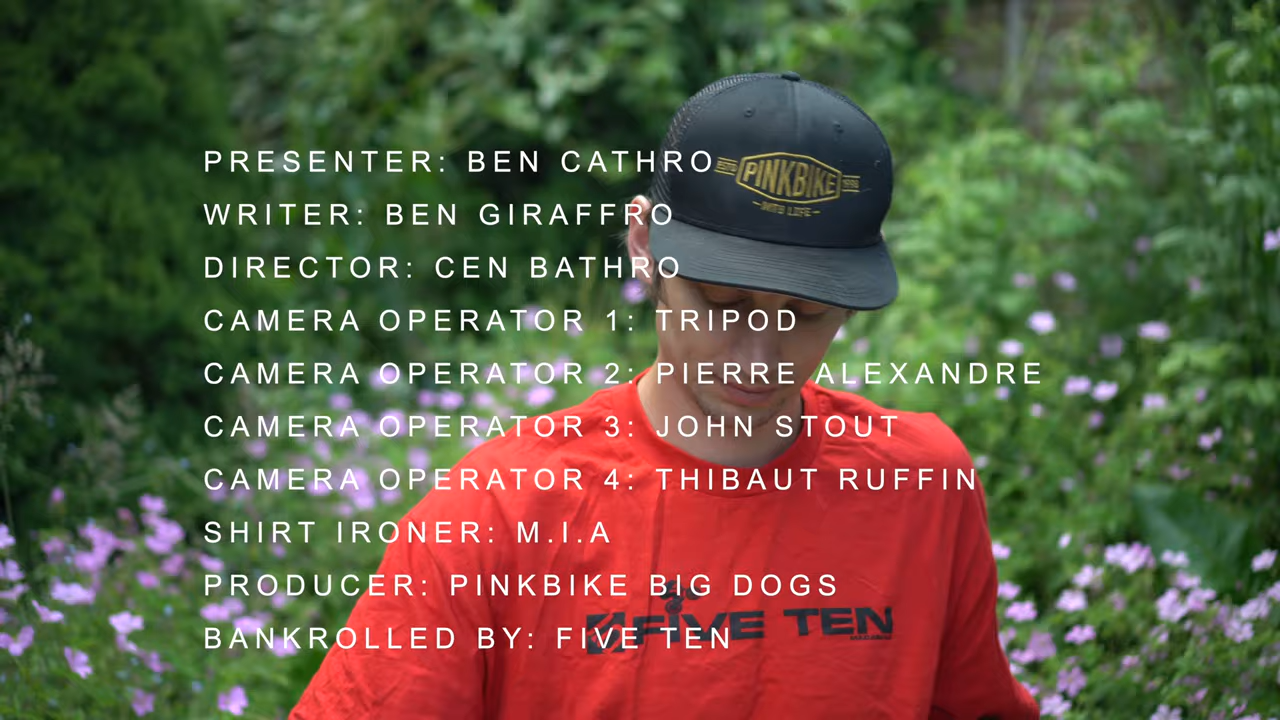 PRESENTER: BEN CATHRO
WRITER: BEN GIRAFFRO
DIRECTOR: CEN BATHRO
CAMERA OPERATOR 1: TRIPOD
CAMERA OPERATOR 2: PIERRE ALEXANDRE
CAMERA OPERATOR 3: JOHN STOUT
CAMERA OPERATOR 4: THIBAUT RUFFIN
SHIRT IRONER: M.I.A
PRODUCER: PINKBIKE BIG DOGS
BANKROLLED BY: FIVE TEN
PINKBIKE
MTB LIFE
FIVE TEN